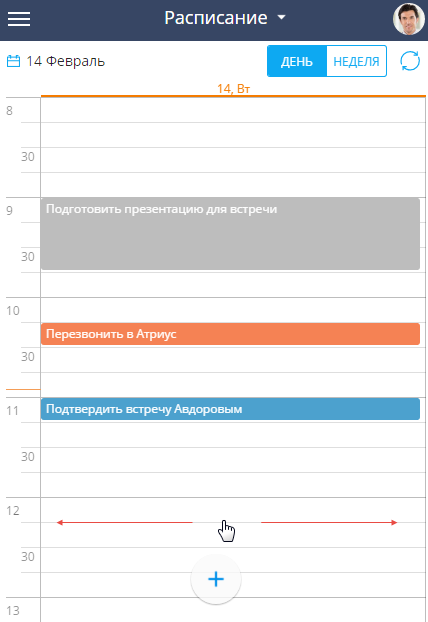 Расписание
14 Февраль
ДЕНЬ
НЕДЕЛЯ
14, Вт
8
30
9
Подготовить презентацию для встречи
30
10
Перезвонить в Атриус
30
11
Подтвердить встречу Авдоровым
30
12
30
+
13